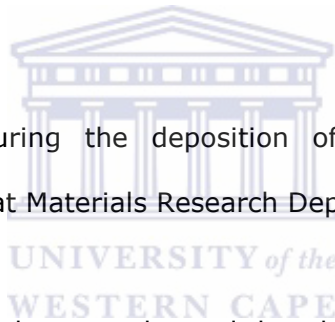 uring the deposition of
at Materials Research Dep
UNIVERSITY of the
WESTERN CAPE